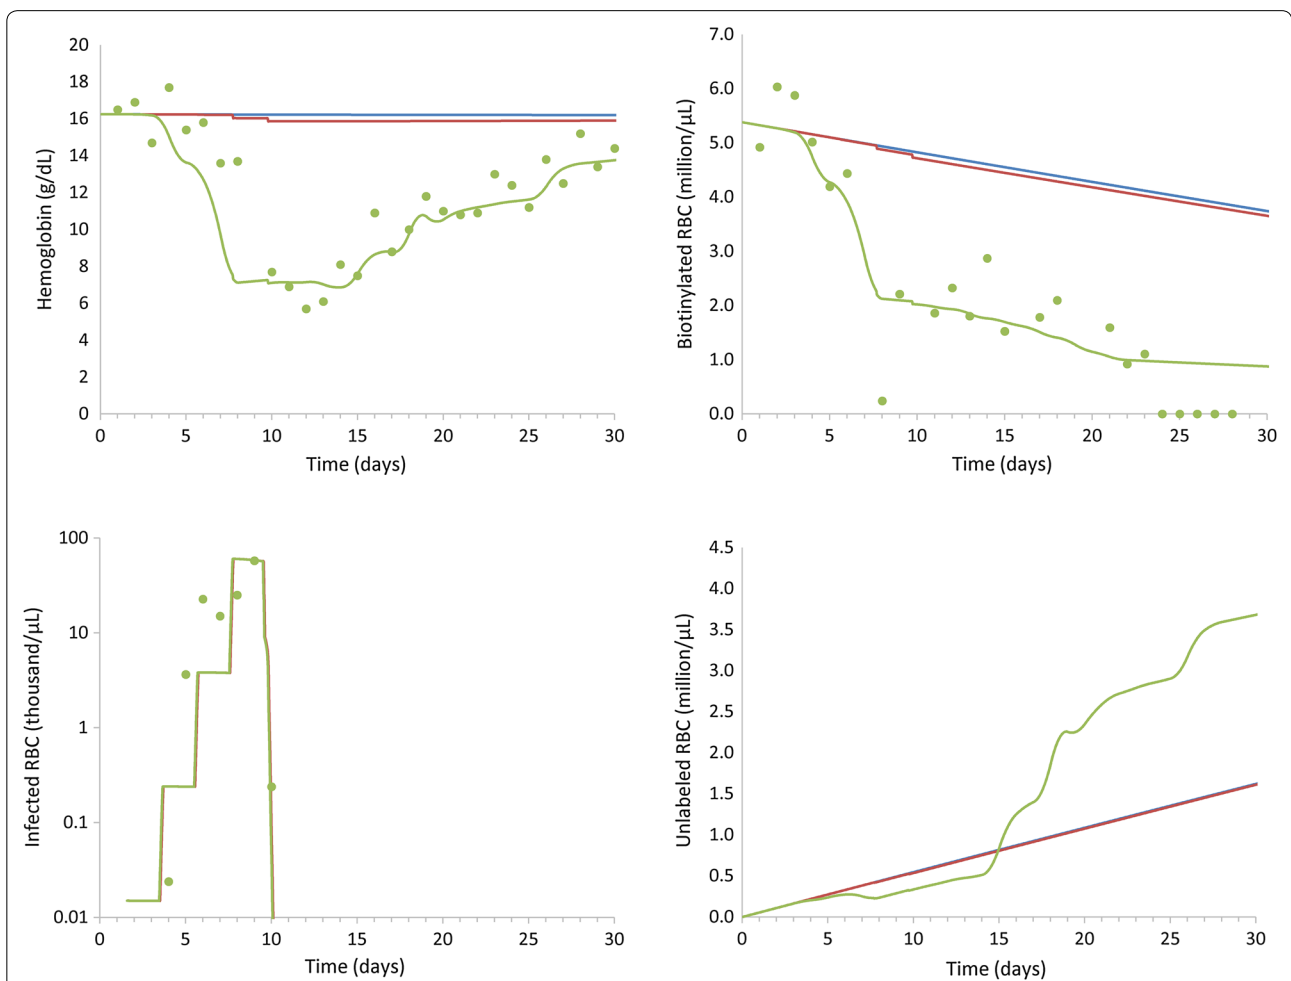 20
18
16
14
12
10
8
6
4
2
0
0 5 10 15 20 25 30
Hemoglobin (g/dL)
Time (days)
7.0
6.0
5.0
4.0
3.0
2.0
1.0
0.0
0 5 10 15 20 25 30
Biotinylated RBC (million/µL)
Time (days)
100
10
1
0.1
0.01
0 5 10 15 20 25 30
Infected RBC (thousand/µL)
Time (days)
4.5
4.0
3.5
3.0
2.5
2.0
1.5
1.0
0.5
0.0
0 5 10 15 20 25 30
Unlabeled RBC (million/µL)
Time (days)